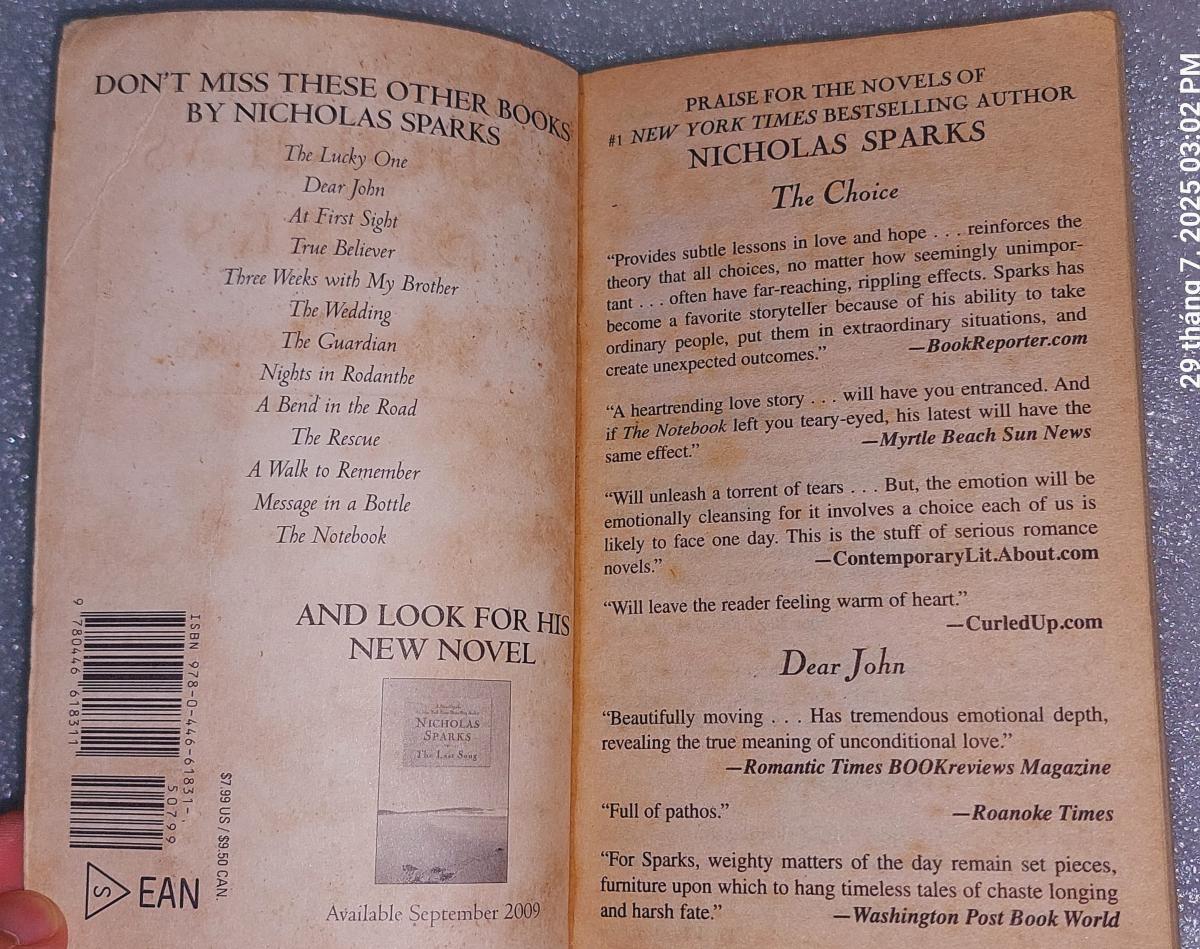 DON'T MISS THESE OTHER BOOKS
BY NICHOLAS SPARKS
The Lucky One
Dear John
At First Sight
True Believer
Three Weeks with My Brother
The Wedding
The Guardian
Nights in Rodanthe
A Bend in the Road
The Rescue
A Walk to Remember
Message in a Bottle
The Notebook
AND LOOK FOR HIS
NEW NOVEL
NICHOLAS
SPARKS
The Last Song
Available September 2009
9 780446 618311
ISBN 978-0-446-61831-
50799
$7.99 US / $9.50 CAN.
S
EAN
PRAISE FOR THE NOVELS OF
#1 NEW YORK TIMES BESTSELLING AUTHOR
NICHOLAS SPARKS
The Choice
“Provides subtle lessons in love and hope . . . reinforces the
theory that all choices, no matter how seemingly unimpor-
tant . . . often have far-reaching, rippling effects. Sparks has
become a favorite storyteller because of his ability to take
ordinary people, put them in extraordinary situations, and
create unexpected outcomes.” —BookReporter.com
“A heartrending love story . . . will have you entranced. And
if The Notebook left you teary-eyed, his latest will have the
same effect.” —Myrtle Beach Sun News
“Will unleash a torrent of tears . . . But, the emotion will be
emotionally cleansing for it involves a choice each of us is
likely to face one day. This is the stuff of serious romance
novels.” —ContemporaryLit.About.com
“Will leave the reader feeling warm of heart.”
—CurledUp.com
Dear John
“Beautifully moving . . . Has tremendous emotional depth,
revealing the true meaning of unconditional love.”
—Romantic Times BOOKreviews Magazine
“Full of pathos.” —Roanoke Times
“For Sparks, weighty matters of the day remain set pieces,
furniture upon which to hang timeless tales of chaste longing
and harsh fate.” —Washington Post Book World
29 tháng 7, 2025 03:02 PM